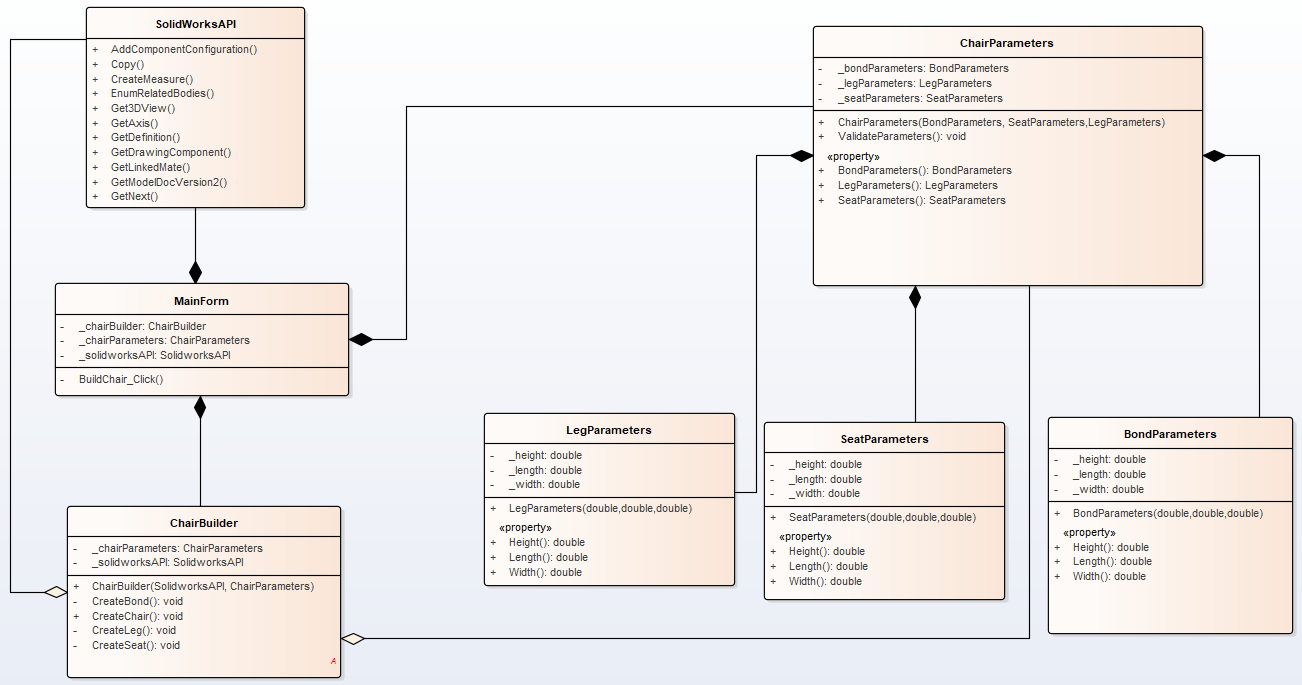 SolidWorksAPI
+ AddComponentConfiguration()
+ Copy()
+ CreateMeasure()
+ EnumRelatedBodies()
+ Get3DView()
+ GetAxis()
+ GetDefinition()
+ GetDrawingComponent()
+ GetLinkedMate()
+ GetModelDocVersion2()
+ GetNext()
ChairParameters
- _bondParameters: BondParameters
- _legParameters: LegParameters
- _seatParameters: SeatParameters
+ ChairParameters(BondParameters, SeatParameters,LegParameters)
+ ValidateParameters(): void
«property»
+ BondParameters(): BondParameters
+ LegParameters(): LegParameters
+ SeatParameters(): SeatParameters
MainForm
- _chairBuilder: ChairBuilder
- _chairParameters: ChairParameters
- _solidworksAPI: SolidworksAPI
- BuildChair_Click()
LegParameters
- _height: double
- _length: double
- _width: double
+ LegParameters(double,double,double)
«property»
+ Height(): double
+ Length(): double
+ Width(): double
SeatParameters
- _height: double
- _length: double
- _width: double
+ SeatParameters(double,double,double)
«property»
+ Height(): double
+ Length(): double
+ Width(): double
BondParameters
- _height: double
- _length: double
- _width: double
+ BondParameters(double,double,double)
«property»
+ Height(): double
+ Length(): double
+ Width(): double
ChairBuilder
- _chairParameters: ChairParameters
- _solidworksAPI: SolidworksAPI
+ ChairBuilder(SolidworksAPI, ChairParameters)
- CreateBond(): void
+ CreateChair(): void
- CreateLeg(): void
- CreateSeat(): void
A